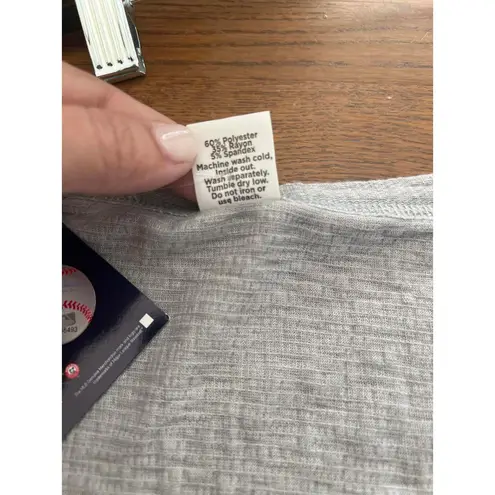 60% Polyester
35% Rayon
5% Spandex
Machine wash cold,
Inside out.
Wash separately.
Tumble dry low.
Do not iron or
use bleach.